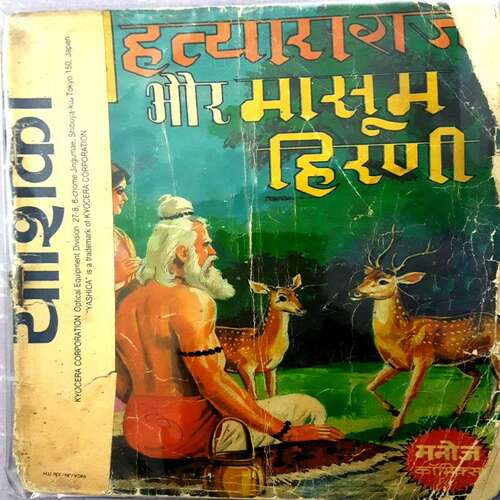 हत्यारा राज
और मासूम
हिरणी
याशिका
KYOCERA CORPORATION Optical Equipment Division 27-8, 6-chome Jingumae, Shibuya-ku, Tokyo 150, Japan
"YASHICA" is a trademark of KYOCERA CORPORATION.
मनोज
कॉमिक्स